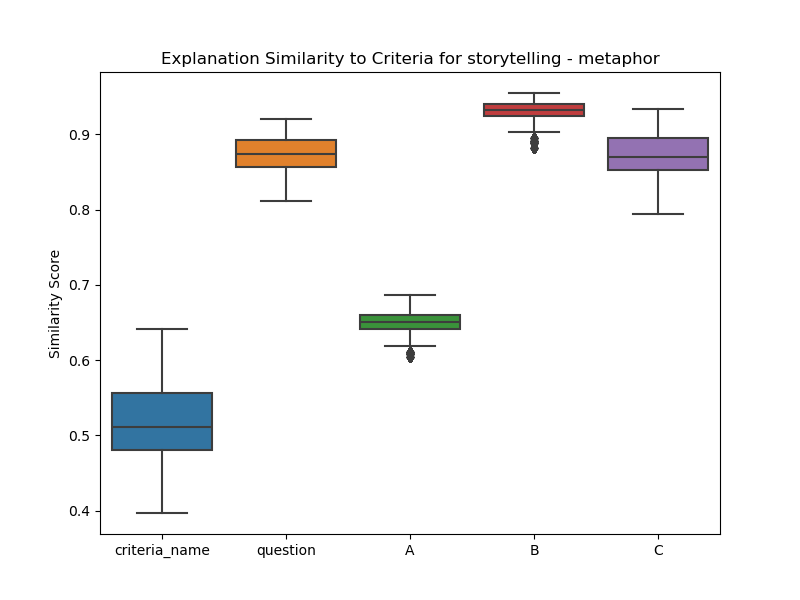 Explanation Similarity to Criteria for storytelling - metaphor
Similarity Score
0.9
0.8
0.7
0.6
0.5
0.4
criteria_name
question
A
B
C